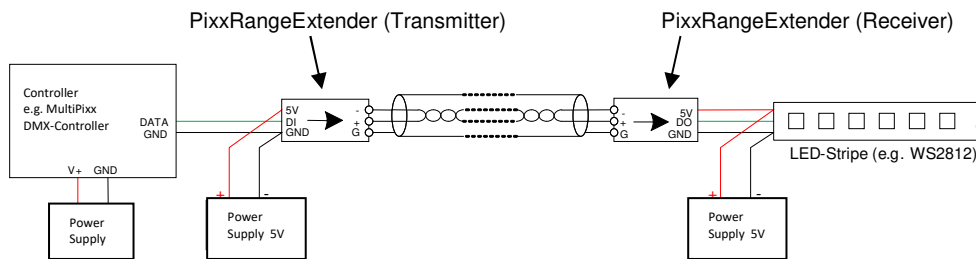 PixxRangeExtender (Transmitter)
PixxRangeExtender (Receiver)
Controller
e.g. MultiPixx
DMX-Controller
DATA
GND
V+ GND
Power
Supply
5V
DI
GND
-
+
G
+
-
Power
Supply 5V
-
+
G
5V
DO
GND
+
-
Power
Supply 5V
LED-Stripe (e.g. WS2812)